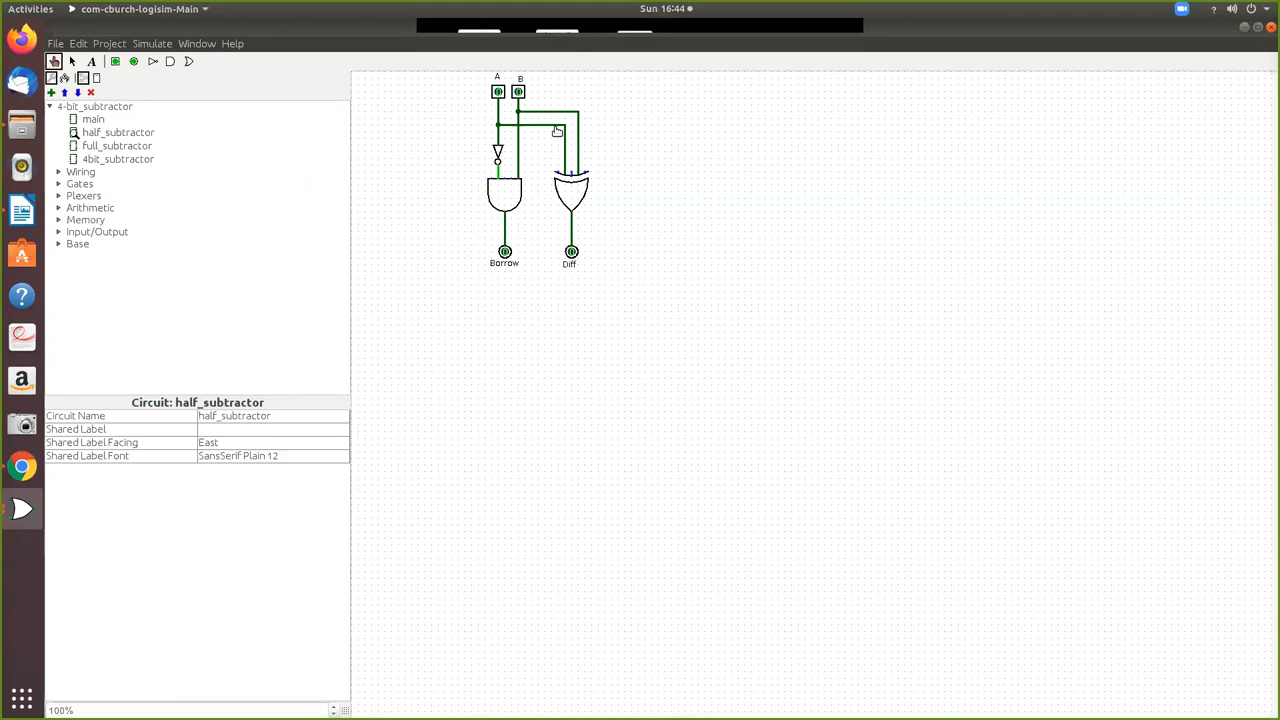 Activities com-cburch-logisim-Main Sun 16:44
File Edit Project Simulate Window Help
A
4-bit_subtractor
main
half_subtractor
full_subtractor
4bit_subtractor
Wiring
Gates
Plexers
Arithmetic
Memory
Input/Output
Base
Circuit: half_subtractor
Circuit Name half_subtractor
Shared Label
Shared Label Facing East
Shared Label Font SansSerif Plain 12
100%
A B
Borrow Diff